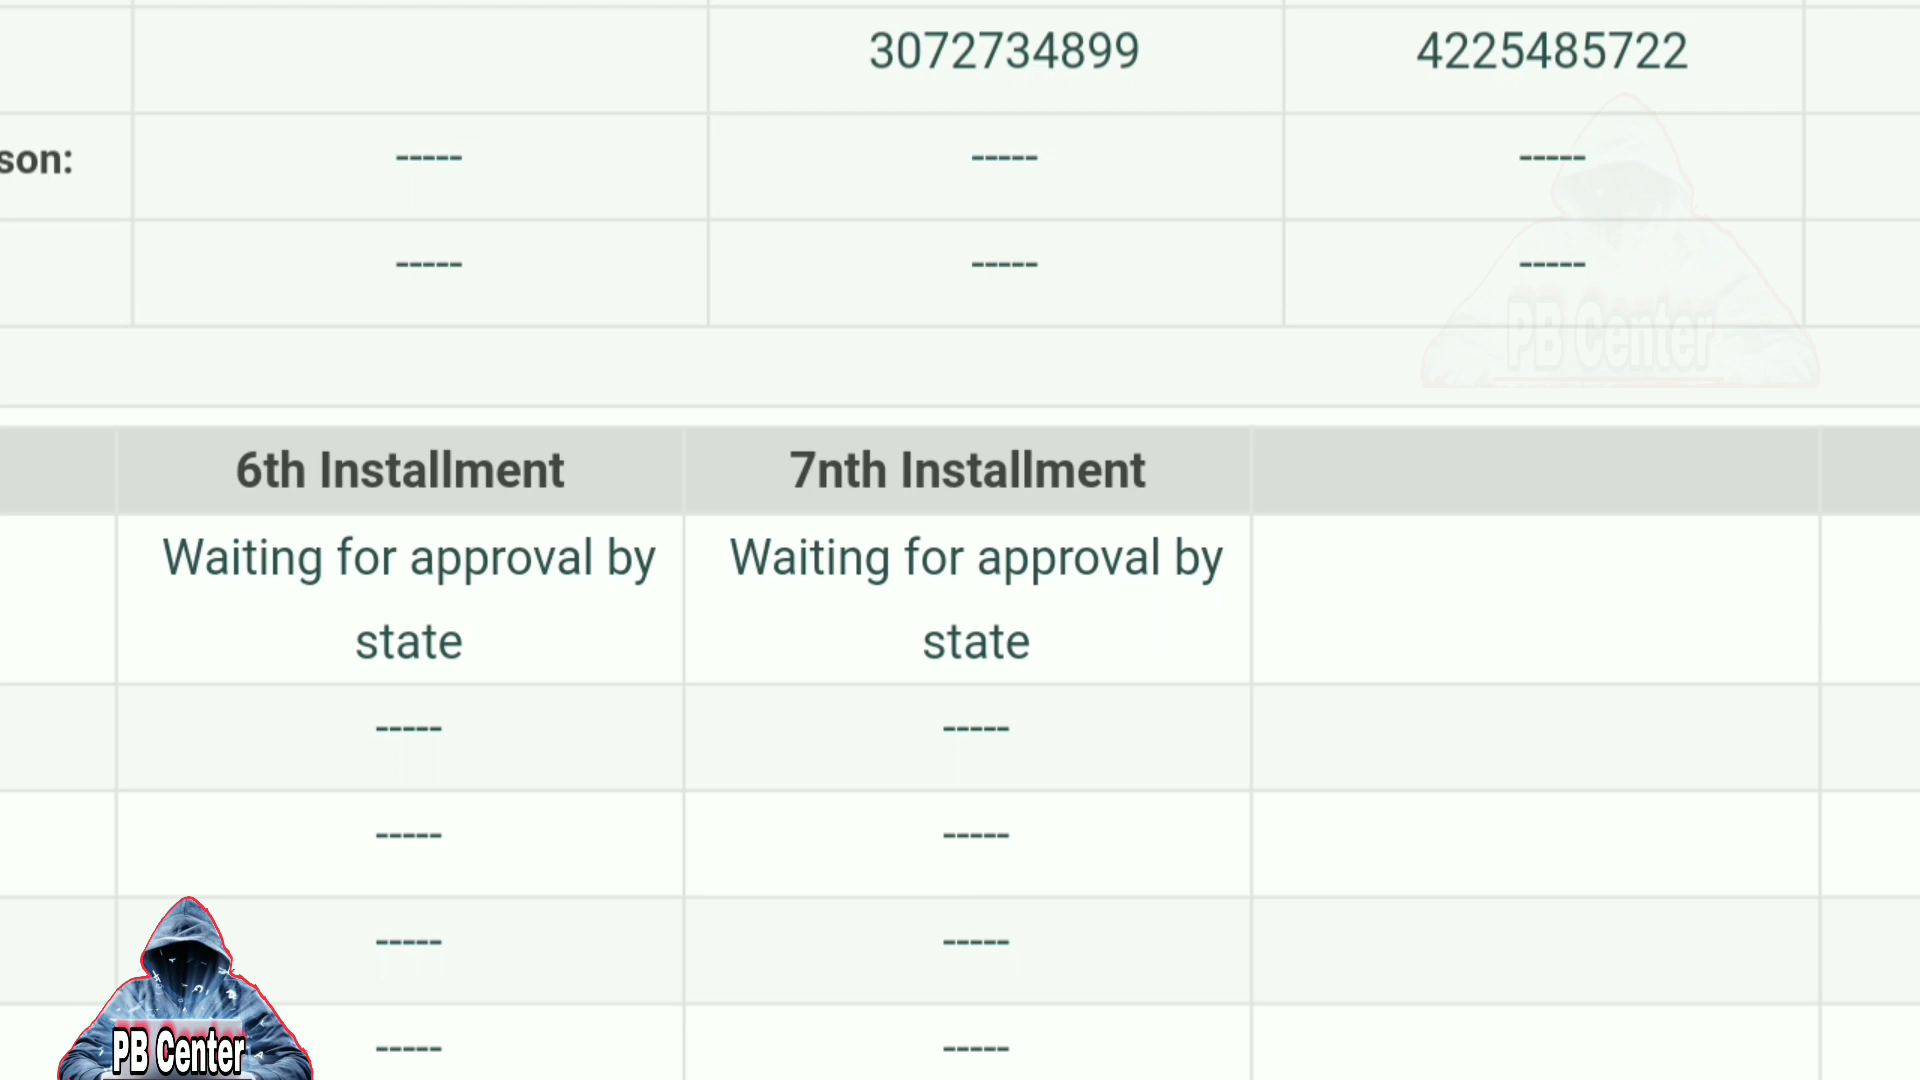 3072734899 4225485722
son: ----- ----- -----
----- ----- -----
PB Center
6th Installment 7nth Installment
Waiting for approval by Waiting for approval by
state state
----- -----
----- -----
----- -----
PB Center
----- -----